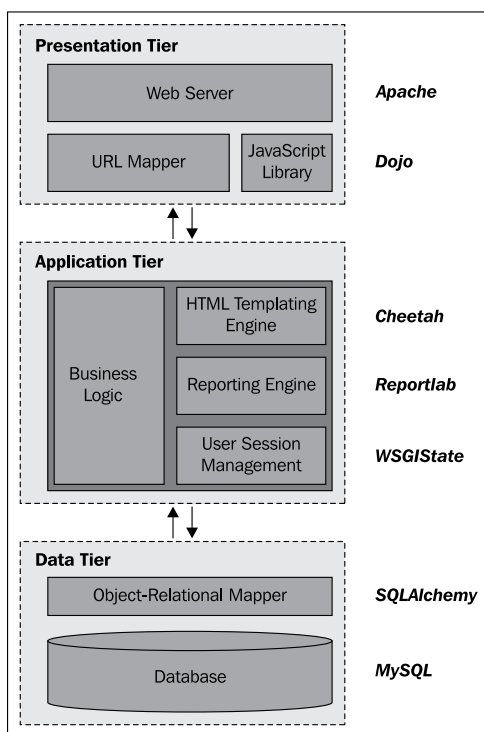 Presentation Tier
Web Server
Apache
URL Mapper
JavaScript
Library
Dojo
Application Tier
Business
Logic
HTML Templating
Engine
Cheetah
Reporting Engine
Reportlab
User Session
Management
WSGIState
Data Tier
Object-Relational Mapper
SQLAlchemy
Database
MySQL